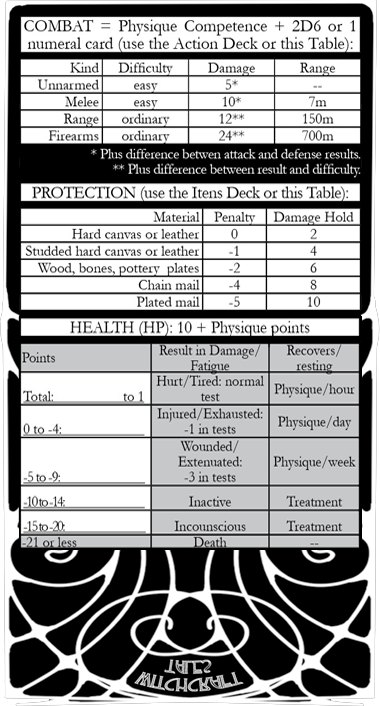 COMBAT = Physique Competence + 2D6 or 1
numeral card (use the Action Deck or this Table):
Kind Difficulty Damage Range
Unnarmed easy 5* --
Melee easy 10* 7m
Range ordinary 12** 150m
Firearms ordinary 24** 700m
* Plus difference betwen attack and defense results.
** Plus difference between result and difficulty.
PROTECTION (use the Itens Deck or this Table):
Material Penalty Damage Hold
Hard canvas or leather 0 2
Studded hard canvas or leather -1 4
Wood, bones, pottery plates -2 6
Chain mail -4 8
Plated mail -5 10
HEALTH (HP): 10 + Physique points
Points Result in Damage/ Recovers/
Fatigue resting
Hurt/Tired: normal
Total: to 1 test Physique/hour
Injured/Exhausted:
0 to -4: -1 in tests Physique/day
Wounded/
Extenuated: Physique/week
-5 to -9: -3 in tests
-10 to -14: Inactive Treatment
-15 to -20: Incounscious Treatment
-21 or less Death --
WITCHCRAFT
TALES